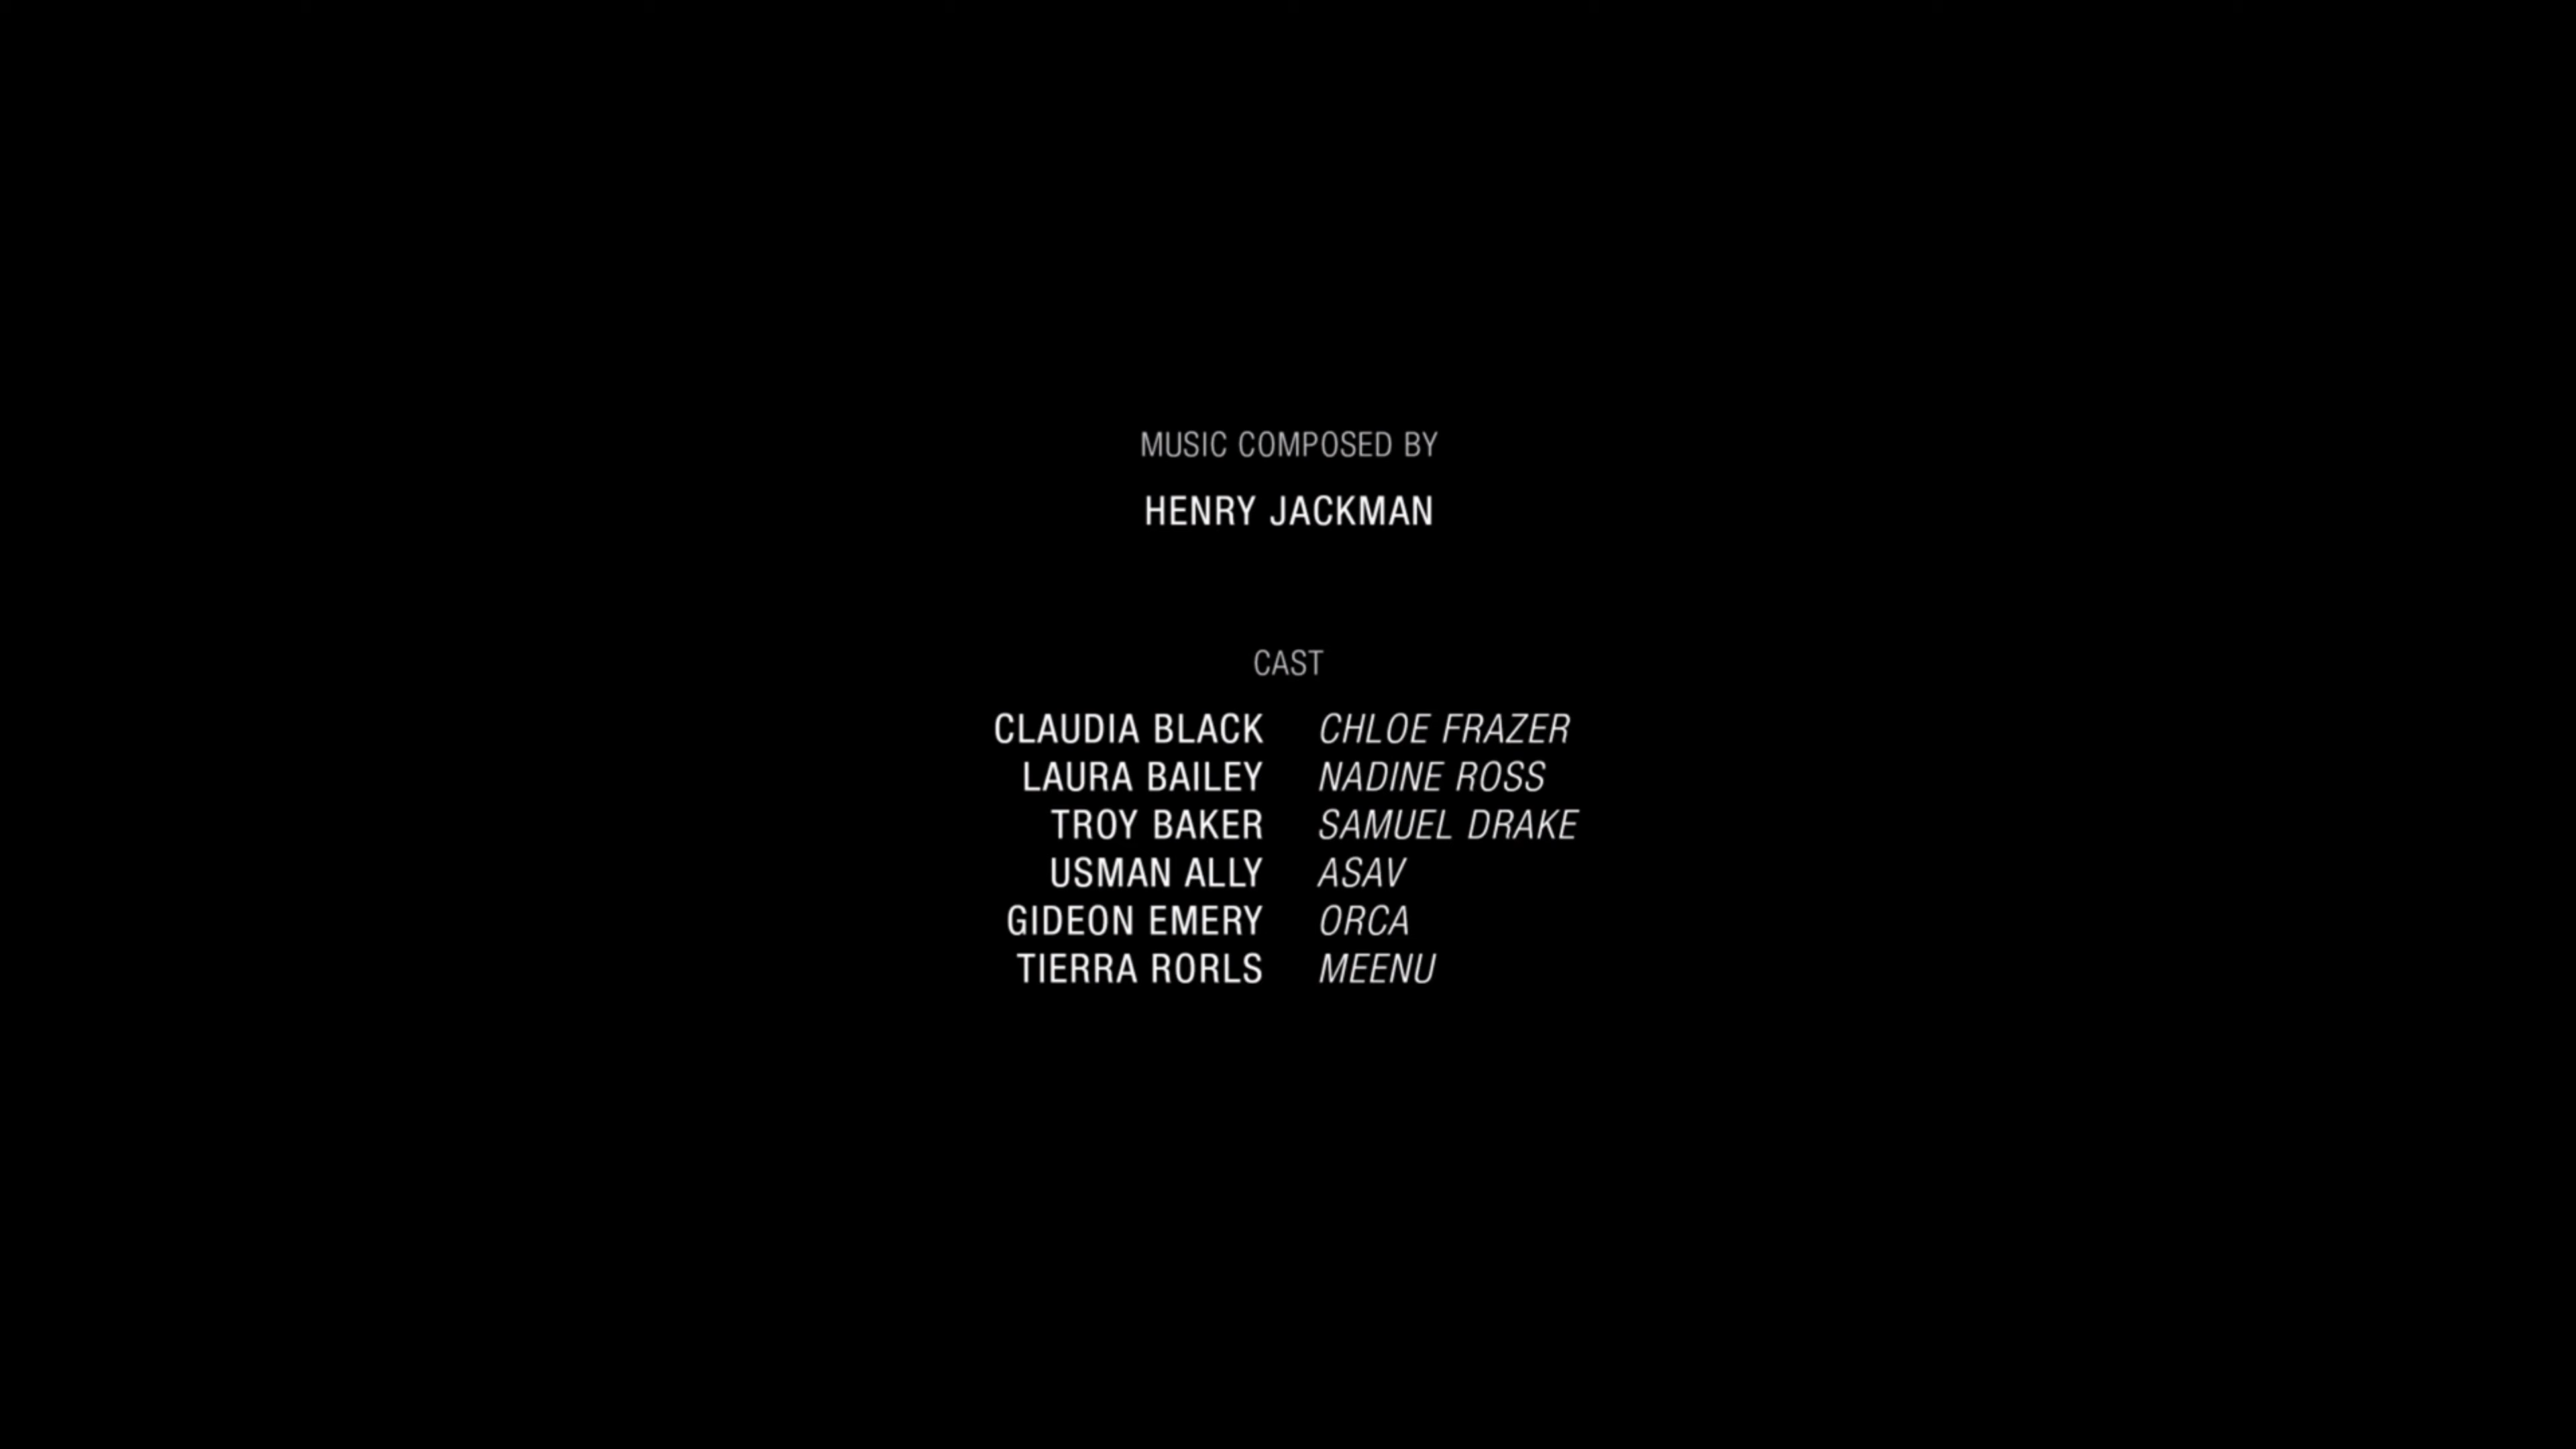 MUSIC COMPOSED BY
HENRY JACKMAN
CAST
CLAUDIA BLACK CHLOE FRAZER
LAURA BAILEY NADINE ROSS
TROY BAKER SAMUEL DRAKE
USMAN ALLY ASAV
GIDEON EMERY ORCA
TIERRA RORLS MEENU